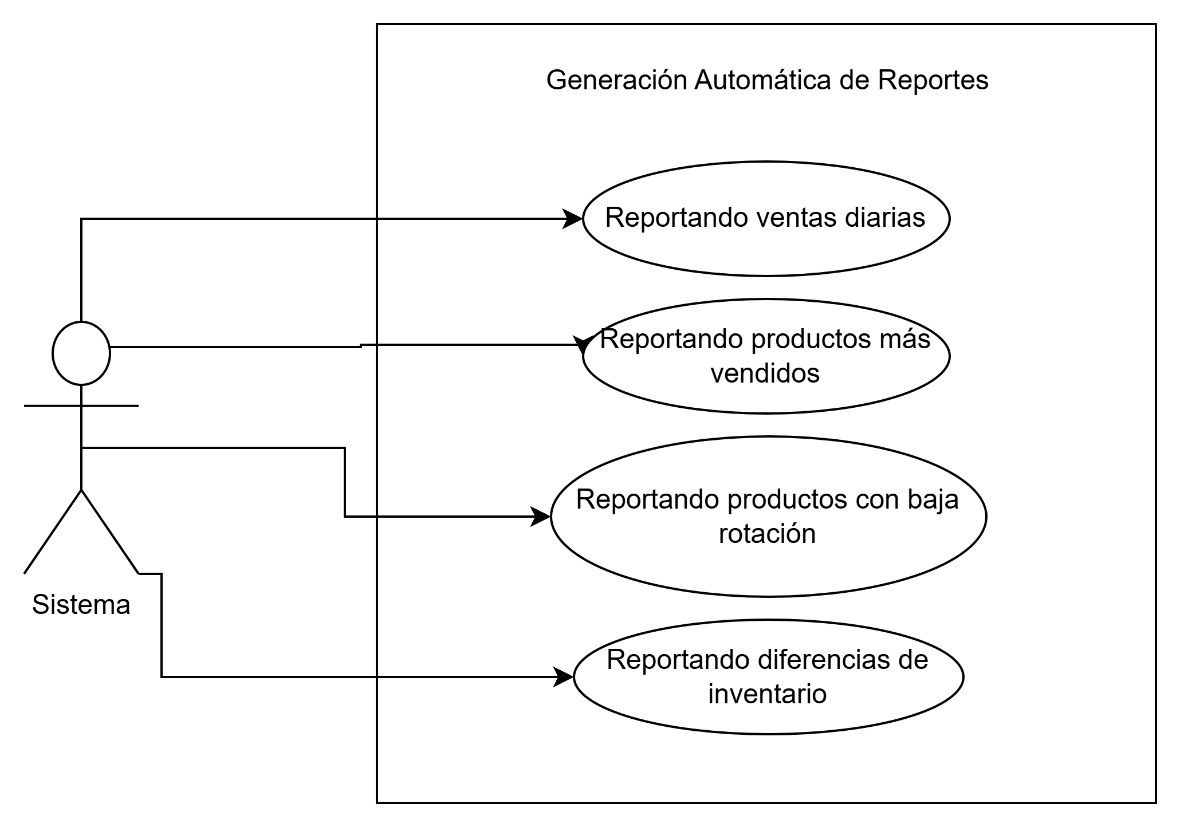 Generación Automática de Reportes
Reportando ventas diarias
Reportando productos más
vendidos
Reportando productos con baja
rotación
Sistema
Reportando diferencias de
inventario